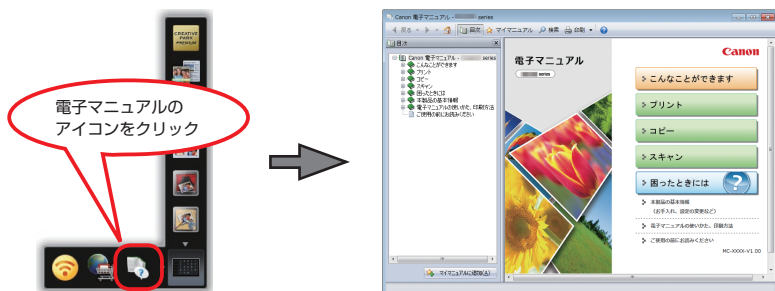 CREATIVE
PARK
PREMIUM
電子マニュアルの
アイコンをクリック
Canon 電子マニュアル - series
戻る
目次
マイマニュアル
検索
印刷
目次
Canon 電子マニュアル - series
こんなことができます
プリント
コピー
スキャン
困ったときには
本製品の基本情報
電子マニュアルの使いかた、印刷方法
ご使用の前にお読みください
マイマニュアルに追加(A)
電子マニュアル
series
Canon
こんなことができます
プリント
コピー
スキャン
困ったときには
本製品の基本情報
(お手入れ、設定の変更など)
電子マニュアルの使いかた、印刷方法
ご使用の前にお読みください
MC-XXXX-V1.00